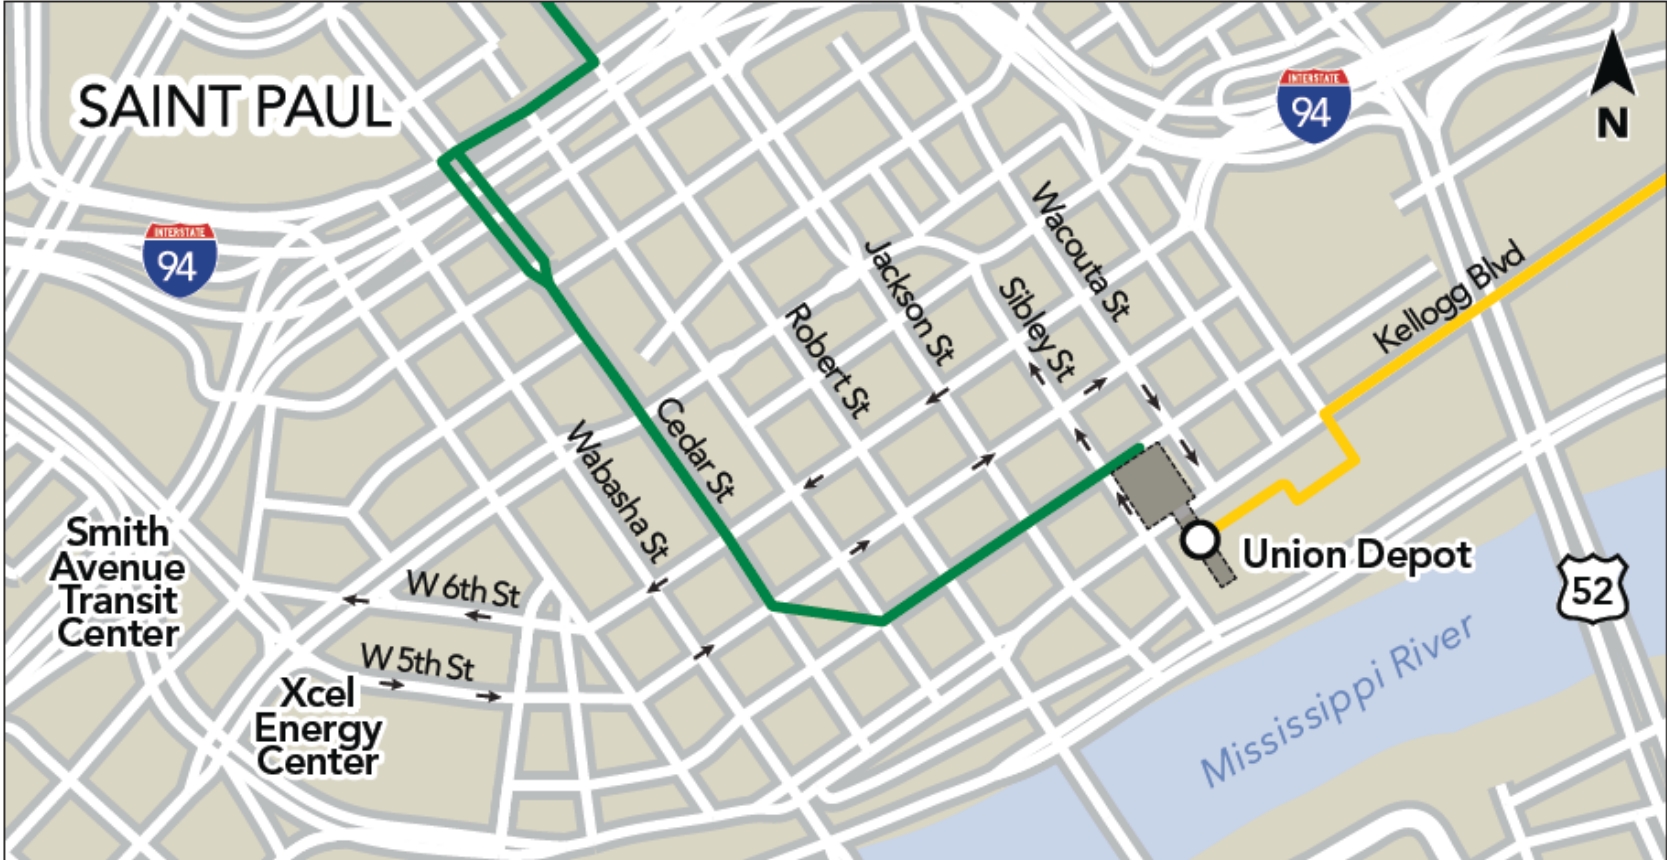 SAINT PAUL
INTERSTATE
94
N
INTERSTATE
94
Wacouta St
Jackson St
Sibley St
Kellogg Blvd
Robert St
Cedar St
Wabasha St
Smith
Avenue
Transit
Center
W 6th St
Union Depot
52
W 5th St
Xcel
Energy
Center
Mississippi River